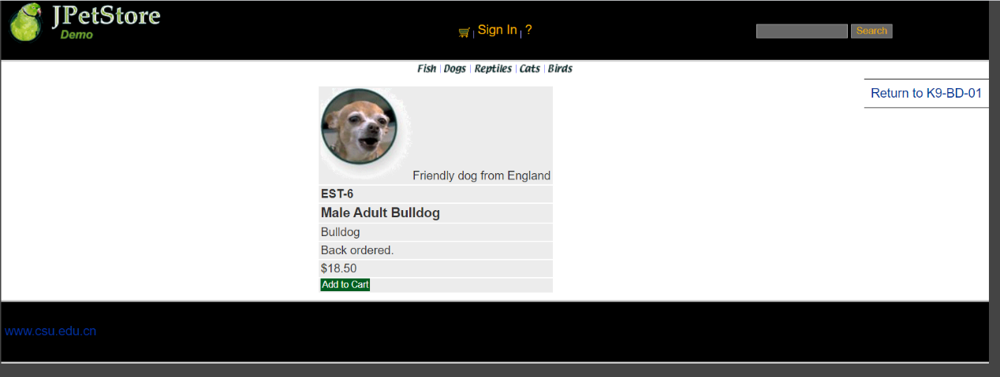 JPetStore
Demo
Sign In ?
Search
Fish Dogs Reptiles Cats Birds
Return to K9-BD-01
Friendly dog from England
EST-6
Male Adult Bulldog
Bulldog
Back ordered.
$18.50
Add to Cart
www.csu.edu.cn